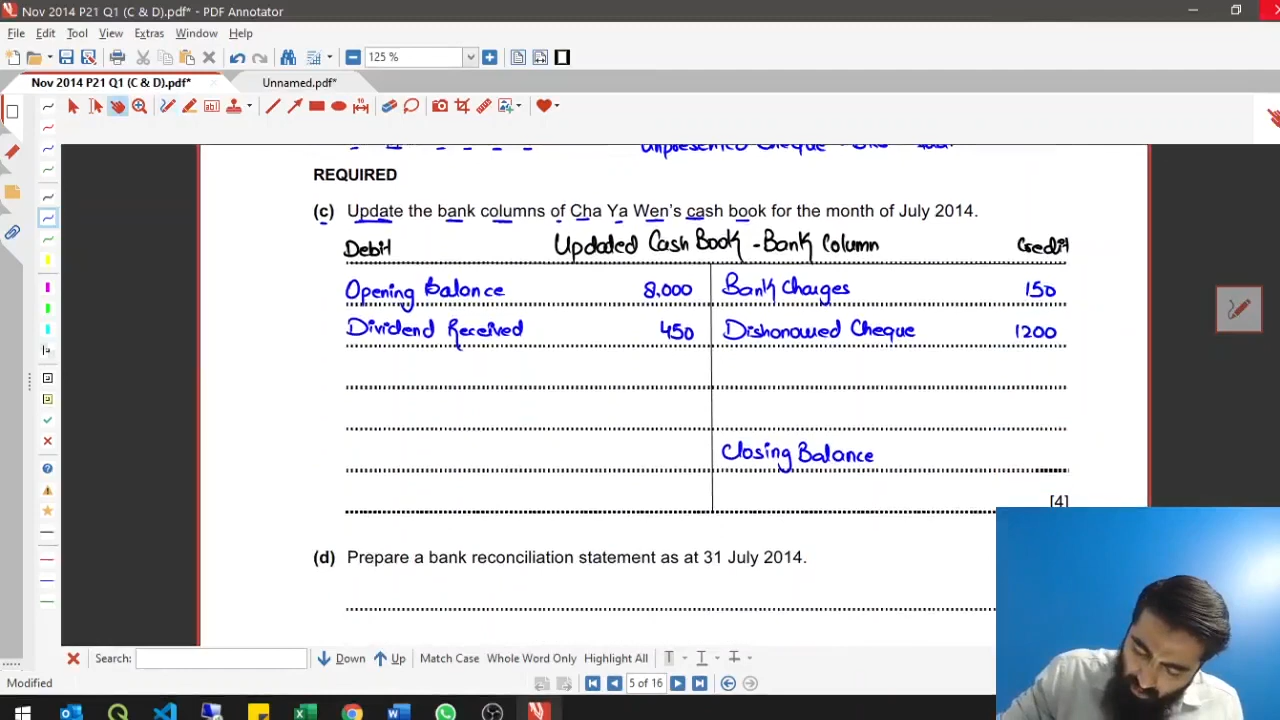 Nov 2014 P21 Q1 (C & D).pdf* - PDF Annotator
File Edit Tool View Extras Window Help
125 %
Nov 2014 P21 Q1 (C & D).pdf* Unnamed.pdf*
Unpresented Cheque
REQUIRED
(c) Update the bank columns of Cha Ya Wen's cash book for the month of July 2014.
Debit Updated Cash Book - Bank Column Credit
Opening Balance 8,000 Bank Charges 150
Dividend Received 450 Dishonoured Cheque 1200
Closing Balance
[4]
(d) Prepare a bank reconciliation statement as at 31 July 2014.
Search: Down Up Match Case Whole Word Only Highlight All
Modified 5 of 16